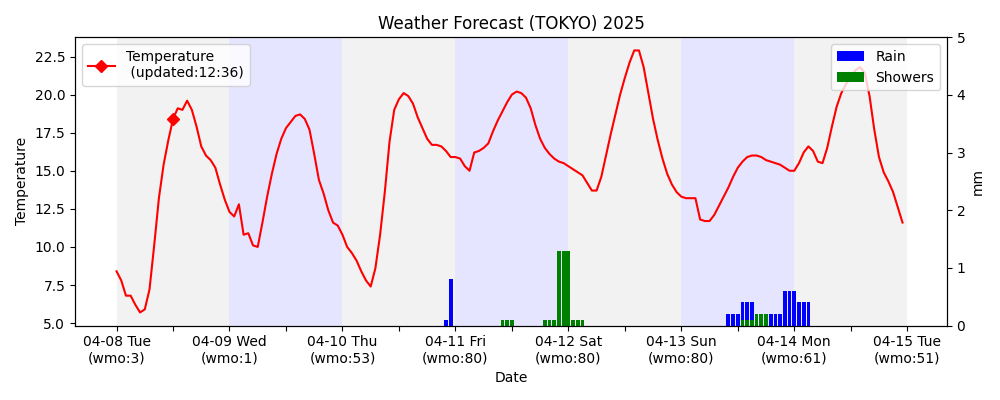 Weather Forecast (TOKYO) 2025
Temperature
(updated:12:36)
Rain
Showers
22.5
20.0
17.5
15.0
12.5
10.0
7.5
5.0
Temperature
5
4
3
2
1
0
mm
04-08 Tue
(wmo:3)
04-09 Wed
(wmo:1)
04-10 Thu
(wmo:53)
04-11 Fri
(wmo:80)
04-12 Sat
(wmo:80)
04-13 Sun
(wmo:80)
04-14 Mon
(wmo:61)
04-15 Tue
(wmo:51)
Date